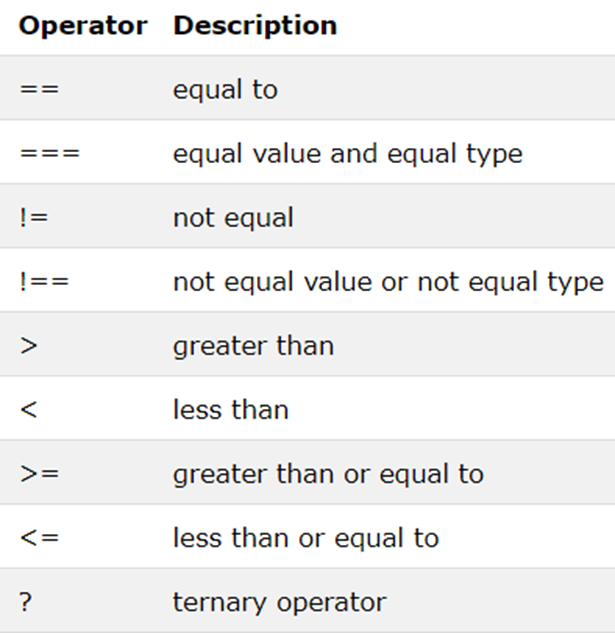 Operator Description
== equal to
=== equal value and equal type
!= not equal
!== not equal value or not equal type
> greater than
< less than
>= greater than or equal to
<= less than or equal to
? ternary operator